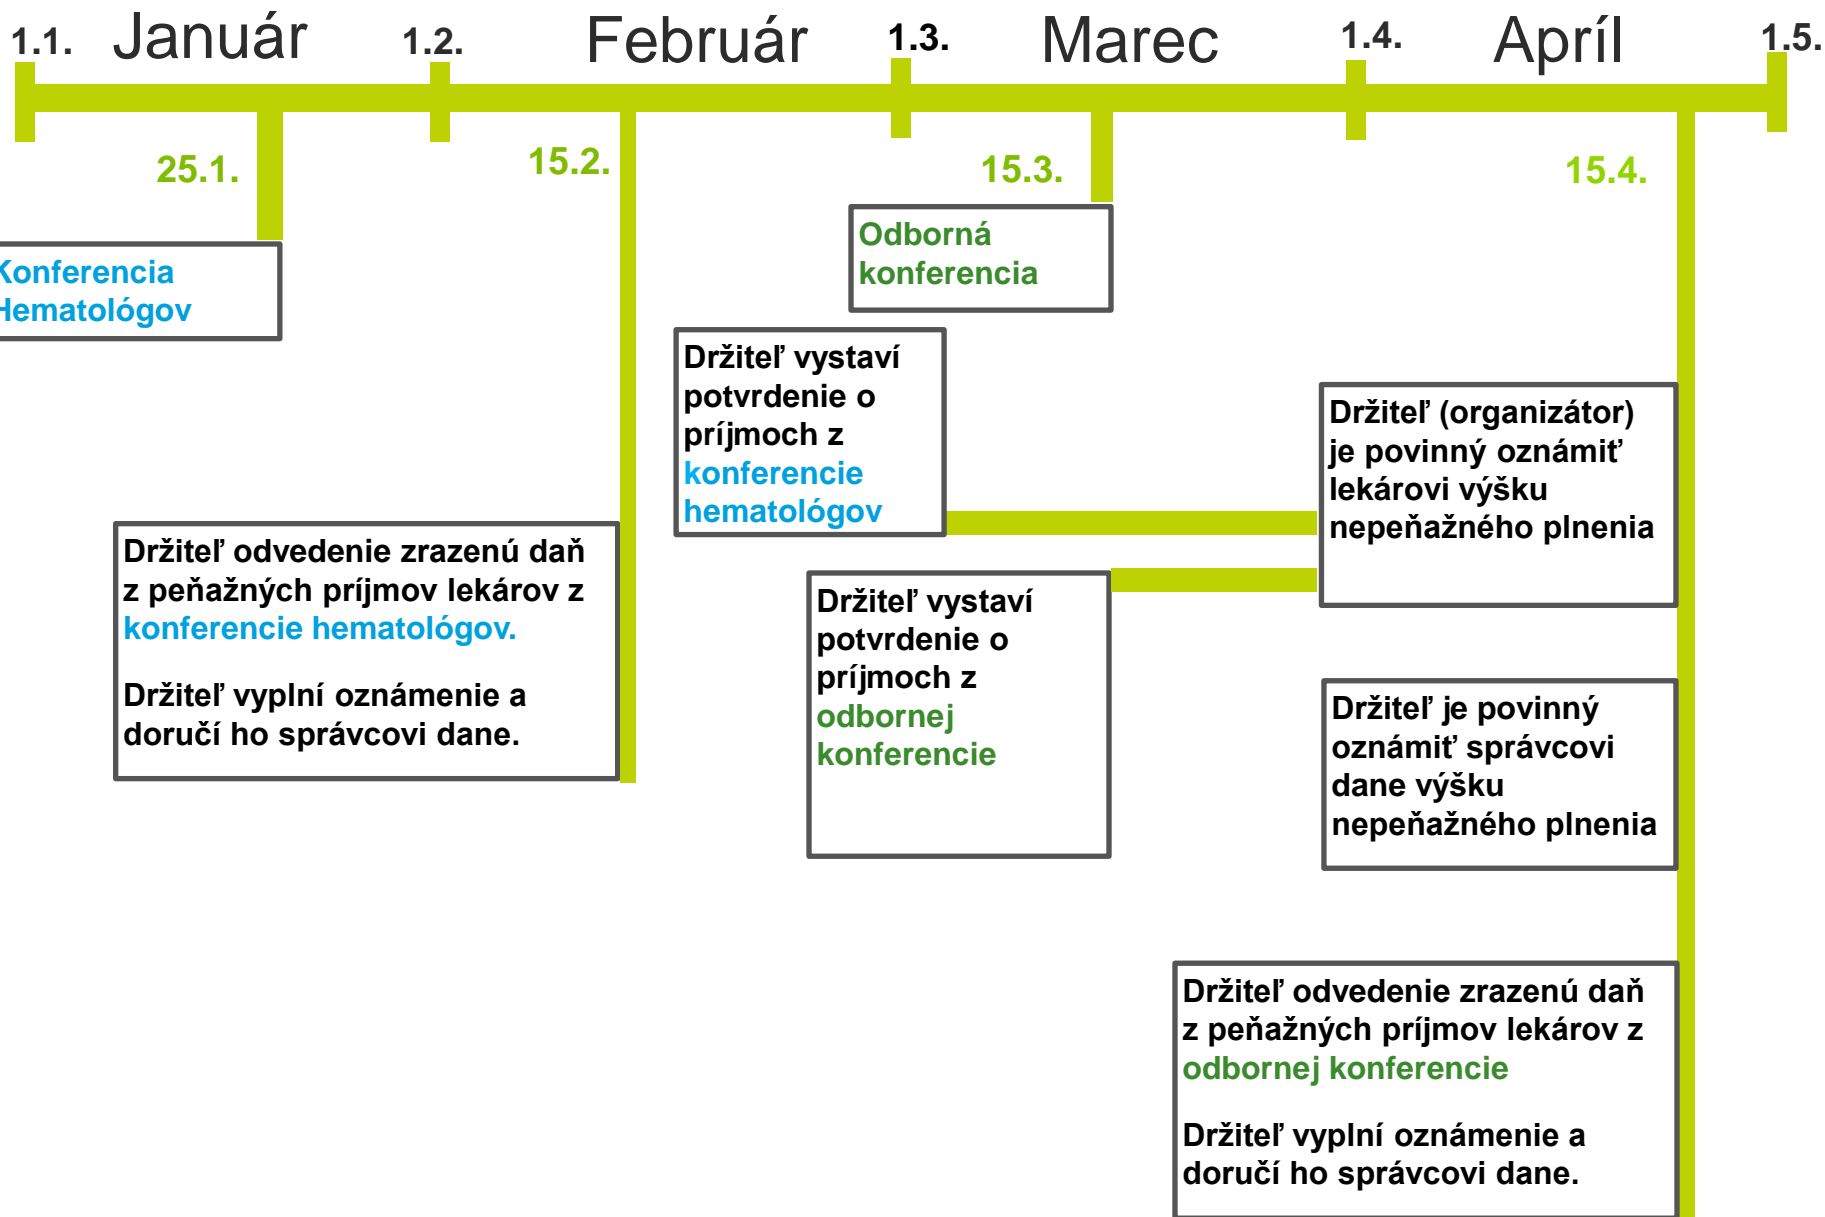 1.1. Január 1.2. Február 1.3. Marec 1.4. Apríl 1.5.
25.1.
15.2.
15.3.
15.4.
Konferencia
Hematológov
Odborná
konferencia
Držiteľ vystaví
potvrdenie o
príjmoch z
konferencie
hematológov
Držiteľ (organizátor)
je povinný oznámiť
lekárovi výšku
nepeňažného plnenia
Držiteľ odvedenie zrazenú daň
z peňažných príjmov lekárov z
konferencie hematológov.
Držiteľ vyplní oznámenie a
doručí ho správcovi dane.
Držiteľ vystaví
potvrdenie o
príjmoch z
odbornej
konferencie
Držiteľ je povinný
oznámiť správcovi
dane výšku
nepeňažného plnenia
Držiteľ odvedenie zrazenú daň
z peňažných príjmov lekárov z
odbornej konferencie
Držiteľ vyplní oznámenie a
doručí ho správcovi dane.